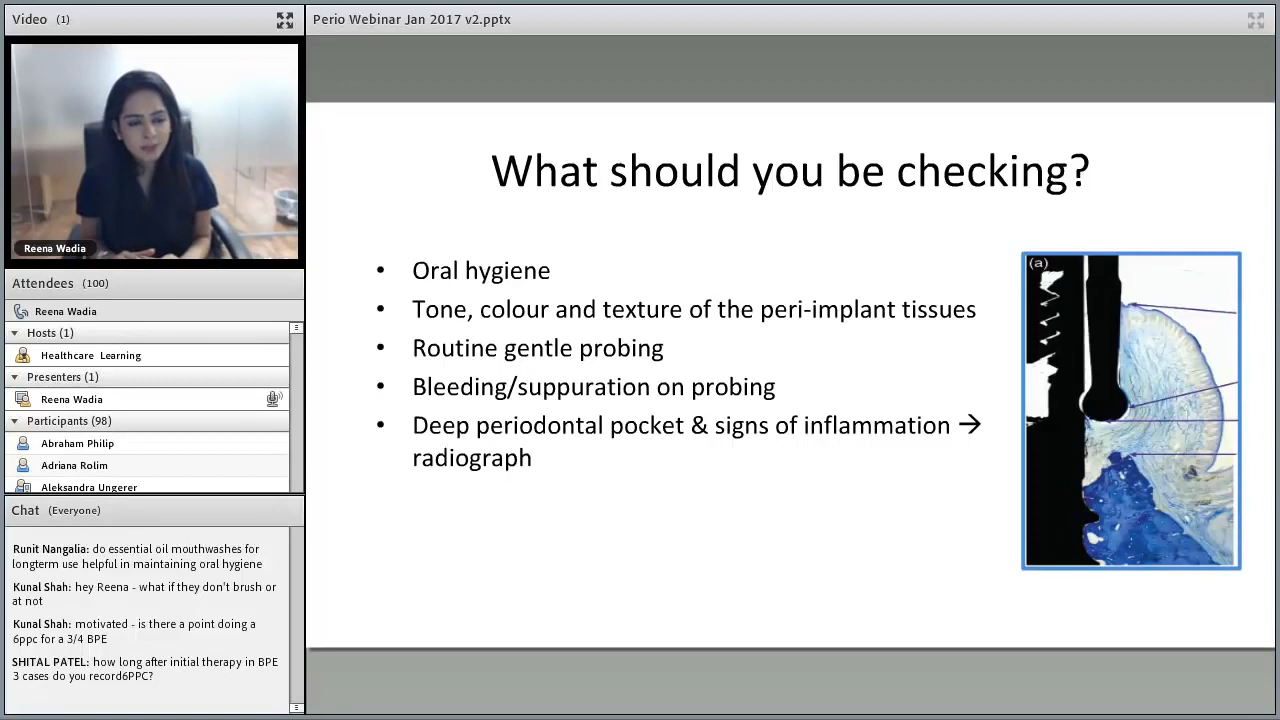 Video (1)
Reena Wadia
Attendees (100)
Reena Wadia
Hosts (1)
Healthcare Learning
Presenters (1)
Reena Wadia
Participants (98)
Abraham Philip
Adriana Rolim
Aleksandra Ungerer
Chat (Everyone)
Runit Nangalia: do essential oil mouthwashes for
longterm use helpful in maintaining oral hygiene
Kunal Shah: hey Reena - what if they don't brush or
at not
Kunal Shah: motivated - is there a point doing a
6ppc for a 3/4 BPE
SHITAL PATEL: how long after initial therapy in BPE
3 cases do you record6PPC?
Perio Webinar Jan 2017 v2.pptx
What should you be checking?
• Oral hygiene
• Tone, colour and texture of the peri-implant tissues
• Routine gentle probing
• Bleeding/suppuration on probing
• Deep periodontal pocket & signs of inflammation →
radiograph
(a)